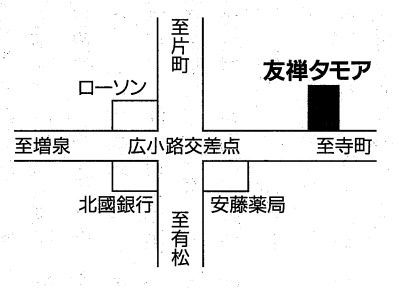 至片町
友禅タモア
ローソン
至増泉
広小路交差点
至寺町
北國銀行
安藤薬局
至有松